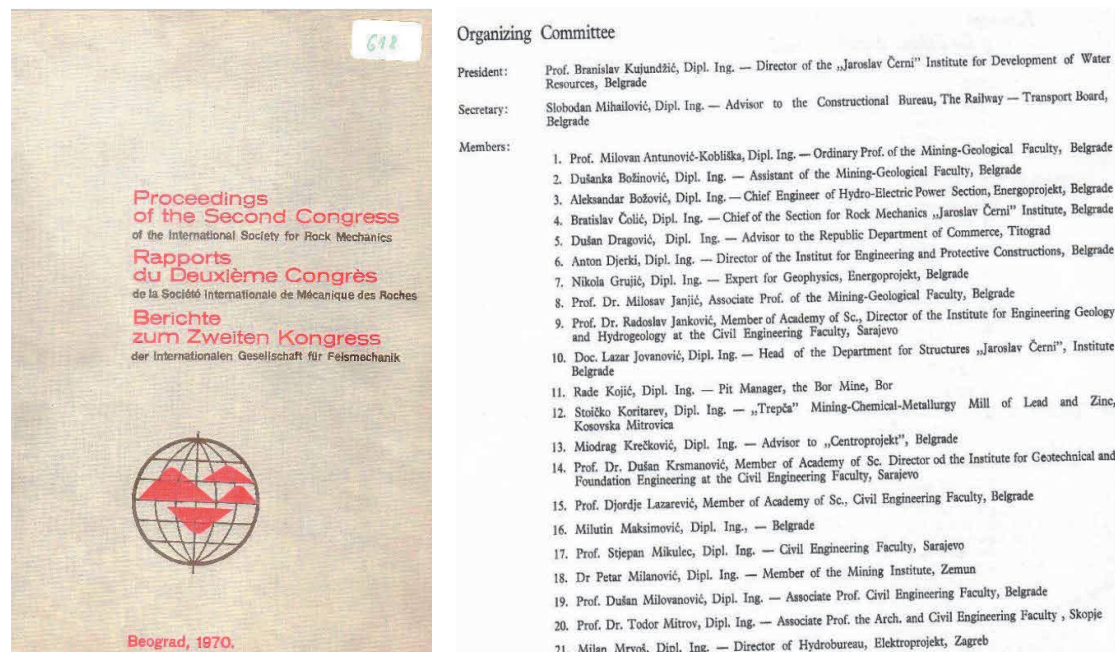 618
Proceedings
of the Second Congress
of the International Society for Rock Mechanics
Rapports
du Deuxième Congrès
de la Société Internationale de Mécanique des Roches
Berichte
zum Zweiten Kongress
der Internationalen Gesellschaft für Felsmechanik
Beograd, 1970.
Organizing Committee
President: Prof. Branislav Kujundžić, Dipl. Ing. — Director of the „Jaroslav Černi” Institute for Development of Water
Resources, Belgrade
Secretary: Slobodan Mihailović, Dipl. Ing. — Advisor to the Constructional Bureau, The Railway — Transport Board,
Belgrade
Members:
1. Prof. Milovan Antunović-Kobliška, Dipl. Ing. — Ordinary Prof. of the Mining-Geological Faculty, Belgrade
2. Dušanka Božinović, Dipl. Ing. — Assistant of the Mining-Geological Faculty, Belgrade
3. Aleksandar Božović, Dipl. Ing. — Chief Engineer of Hydro-Electric Power Section, Energoprojekt, Belgrade
4. Bratislav Čolić, Dipl. Ing. — Chief of the Section for Rock Mechanics „Jaroslav Černi” Institute, Belgrade
5. Dušan Dragović, Dipl. Ing. — Advisor to the Republic Department of Commerce, Titograd
6. Anton Djerki, Dipl. Ing. — Director of the Institut for Engineering and Protective Constructions, Belgrade
7. Nikola Grujić, Dipl. Ing. — Expert for Geophysics, Energoprojekt, Belgrade
8. Prof. Dr. Milosav Janjić, Associate Prof. of the Mining-Geological Faculty, Belgrade
9. Prof. Dr. Radoslav Janković, Member of Academy of Sc., Director of the Institute for Engineering Geology
and Hydrogeology at the Civil Engineering Faculty, Sarajevo
10. Doc. Lazar Jovanović, Dipl. Ing. — Head of the Department for Structures „Jaroslav Černi”, Institute
Belgrade
11. Rade Kojić, Dipl. Ing. — Pit Manager, the Bor Mine, Bor
12. Stoičko Koritarev, Dipl. Ing. — „Trepča” Mining-Chemical-Metallurgy Mill of Lead and Zinc,
Kosovska Mitrovica
13. Miodrag Krečković, Dipl. Ing. — Advisor to „Centroprojekt”, Belgrade
14. Prof. Dr. Dušan Krsmanović, Member of Academy of Sc. Director od the Institute for Geotechnical and
Foundation Engineering at the Civil Engineering Faculty, Sarajevo
15. Prof. Djordje Lazarević, Member of Academy of Sc., Civil Engineering Faculty, Belgrade
16. Milutin Maksimović, Dipl. Ing., — Belgrade
17. Prof. Stjepan Mikulec, Dipl. Ing. — Civil Engineering Faculty, Sarajevo
18. Dr Petar Milanović, Dipl. Ing. — Member of the Mining Institute, Zemun
19. Prof. Dušan Milovanović, Dipl. Ing. — Associate Prof. Civil Engineering Faculty, Belgrade
20. Prof. Dr. Todor Mitrov, Dipl. Ing. — Associate Prof. the Arch. and Civil Engineering Faculty , Skopje
21. Milan Mrvoš, Dipl. Ing. — Director of Hydrobureau, Elektroprojekt, Zagreb